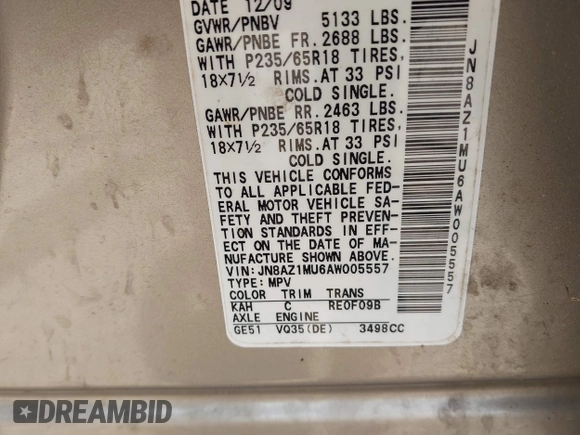 DATE 12/09
GVWR/PNBV 5133 LBS.
GAWR/PNBE FR. 2688 LBS.
WITH P235/65R18 TIRES,
18×7½ RIMS. AT 33 PSI
COLD SINGLE.
GAWR/PNBE RR. 2463 LBS.
WITH P235/65R18 TIRES,
18×7½ RIMS. AT 33 PSI
COLD SINGLE.
THIS VEHICLE CONFORMS
TO ALL APPLICABLE FED-
ERAL MOTOR VEHICLE SA-
FETY AND THEFT PREVEN-
TION STANDARDS IN EFF-
ECT ON THE DATE OF MA-
NUFACTURE SHOWN ABOVE.
VIN: JN8AZ1MU6AW005557
TYPE: MPV
COLOR TRIM TRANS
KAH C RE0F09B
AXLE ENGINE
GE51 VQ35(DE) 3498CC
JN8AZ1MU6AW005557
DREAMBID